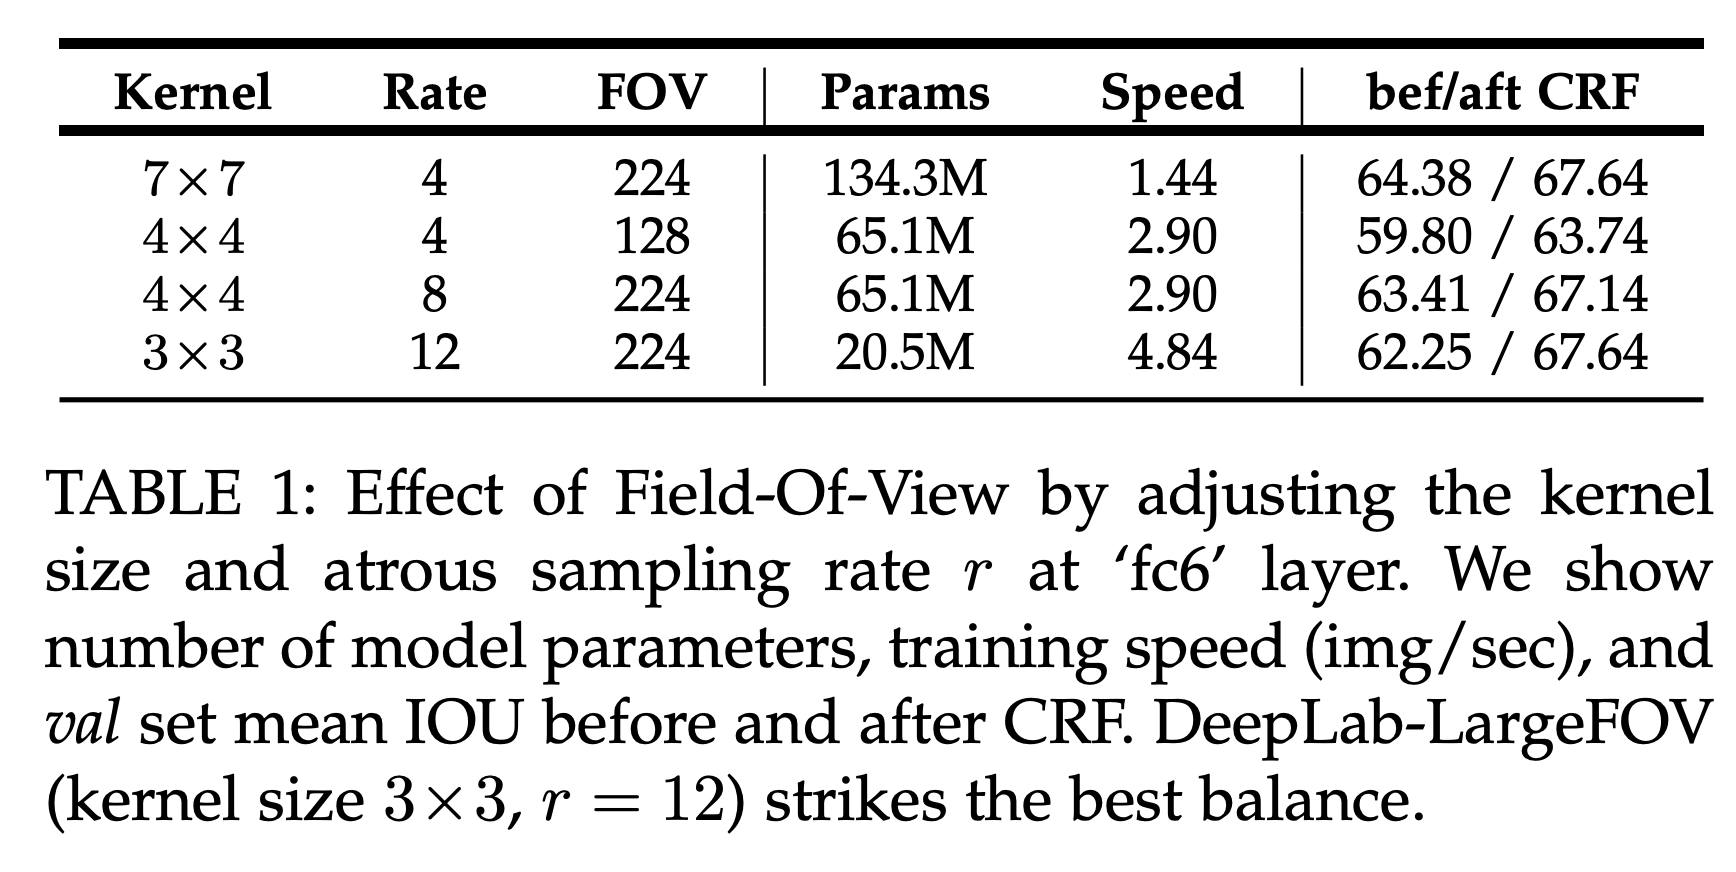 Kernel Rate FOV Params Speed bef/aft CRF
7×7 4 224 134.3M 1.44 64.38 / 67.64
4×4 4 128 65.1M 2.90 59.80 / 63.74
4×4 8 224 65.1M 2.90 63.41 / 67.14
3×3 12 224 20.5M 4.84 62.25 / 67.64
TABLE 1: Effect of Field-Of-View by adjusting the kernel
size and atrous sampling rate r at ‘fc6’ layer. We show
number of model parameters, training speed (img/sec), and
val set mean IOU before and after CRF. DeepLab-LargeFOV
(kernel size 3×3, r = 12) strikes the best balance.